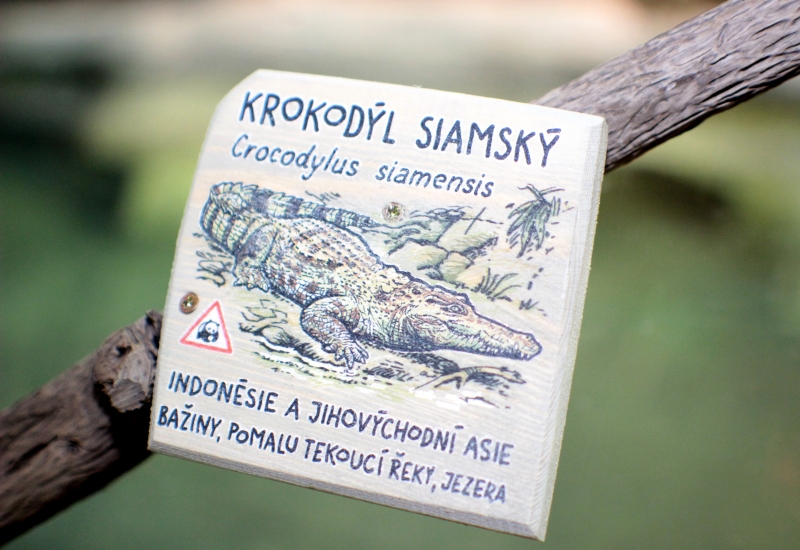 KROKODÝL SIAMSKÝ
Crocodylus siamensis
INDONÉSIE A JIHOVÝCHODNÍ ASIE
BAŽINY, POMALU TEKOUCÍ ŘEKY, JEZERA